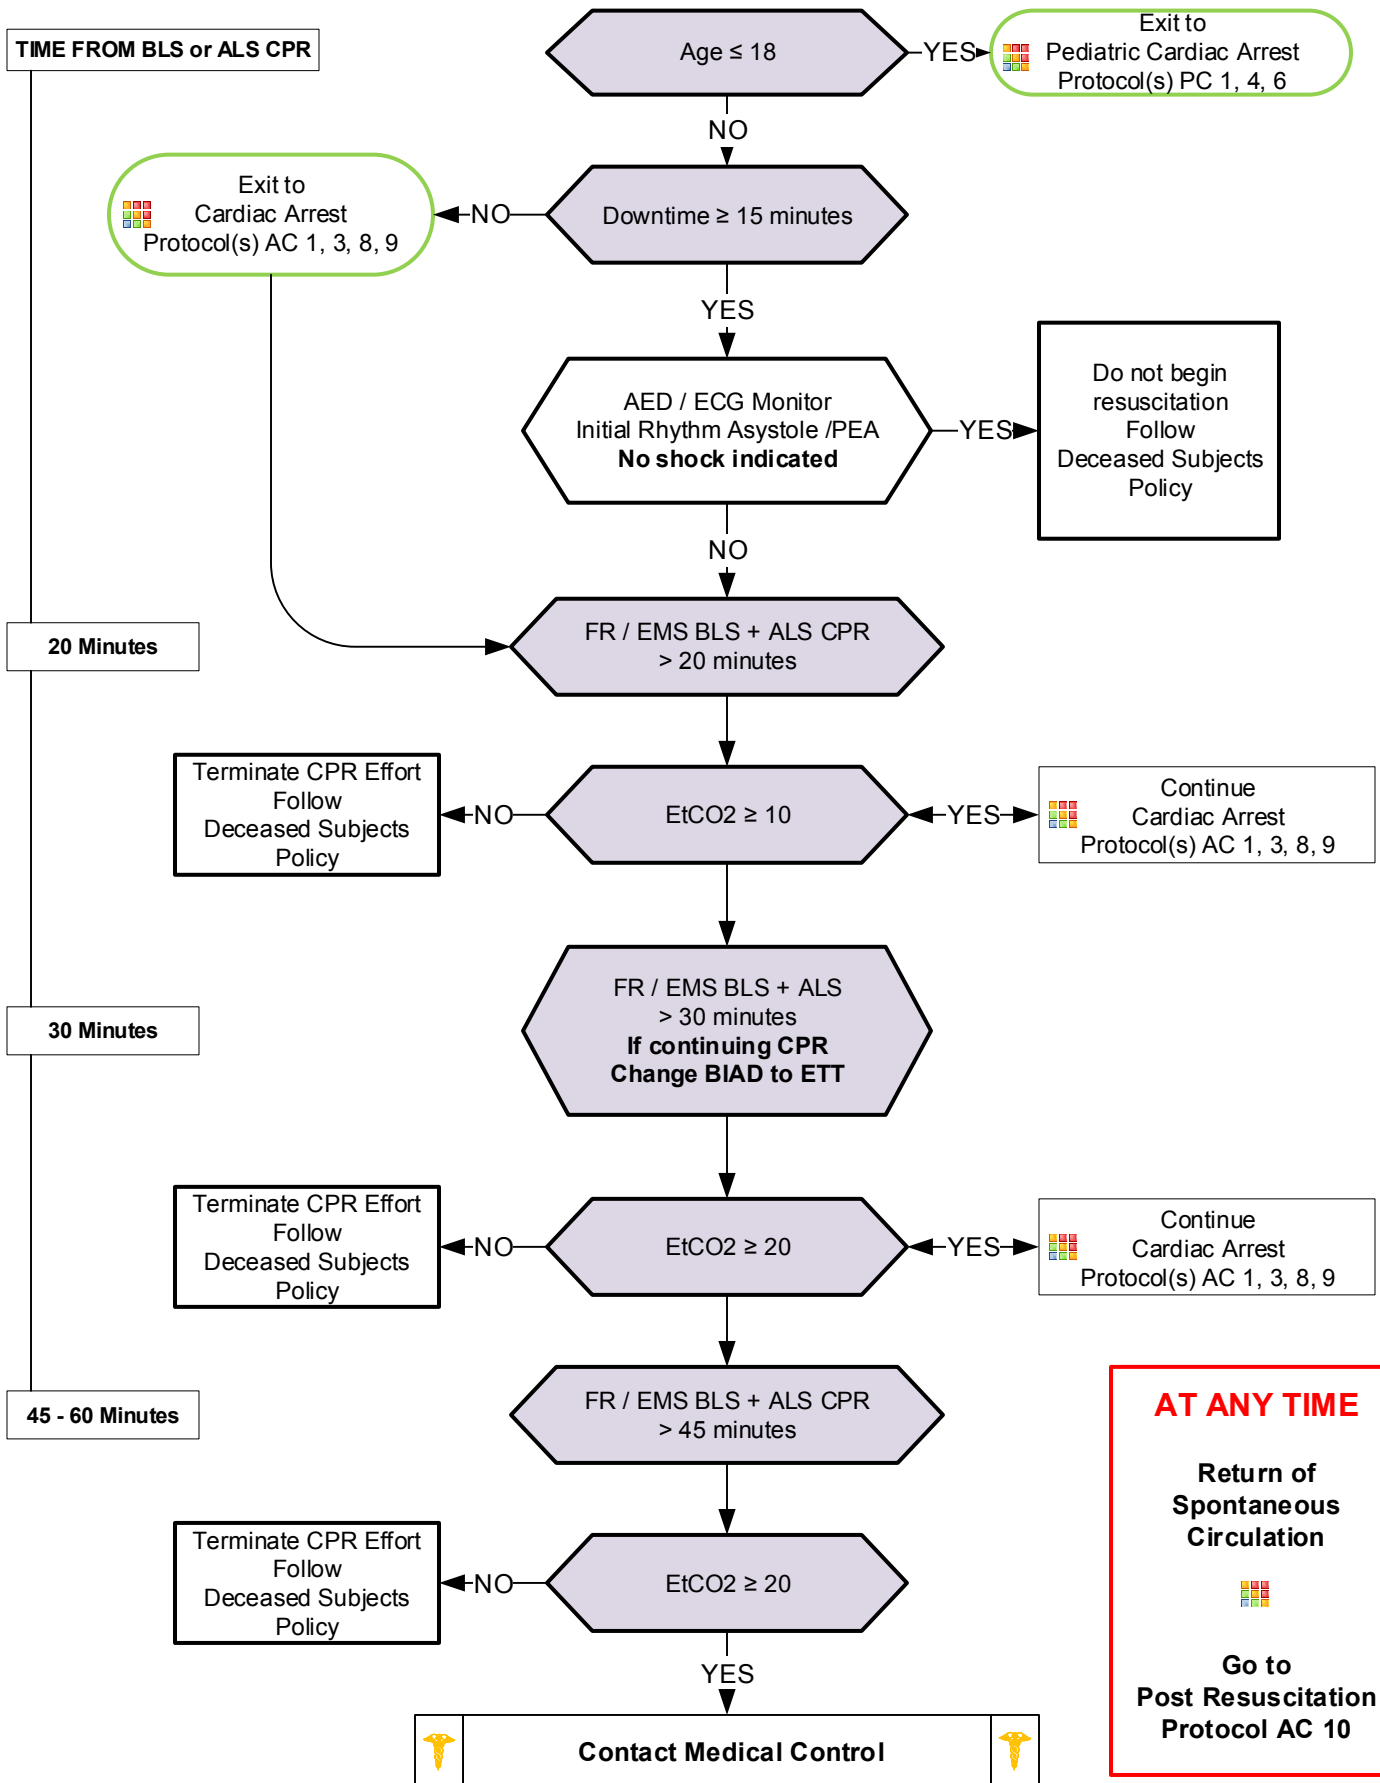 TIME FROM BLS or ALS CPR
Age ≤ 18
YES
Exit to
Pediatric Cardiac Arrest
Protocol(s) PC 1, 4, 6
NO
Exit to
Cardiac Arrest
Protocol(s) AC 1, 3, 8, 9
NO
Downtime ≥ 15 minutes
YES
AED / ECG Monitor
Initial Rhythm Asystole /PEA
No shock indicated
YES
Do not begin
resuscitation
Follow
Deceased Subjects
Policy
NO
20 Minutes
FR / EMS BLS + ALS CPR
> 20 minutes
Terminate CPR Effort
Follow
Deceased Subjects
Policy
NO
EtCO2 ≥ 10
YES
Continue
Cardiac Arrest
Protocol(s) AC 1, 3, 8, 9
30 Minutes
FR / EMS BLS + ALS
> 30 minutes
If continuing CPR
Change BIAD to ETT
Terminate CPR Effort
Follow
Deceased Subjects
Policy
NO
EtCO2 ≥ 20
YES
Continue
Cardiac Arrest
Protocol(s) AC 1, 3, 8, 9
45 - 60 Minutes
FR / EMS BLS + ALS CPR
> 45 minutes
Terminate CPR Effort
Follow
Deceased Subjects
Policy
NO
EtCO2 ≥ 20
YES
Contact Medical Control
AT ANY TIME
Return of
Spontaneous
Circulation
Go to
Post Resuscitation
Protocol AC 10